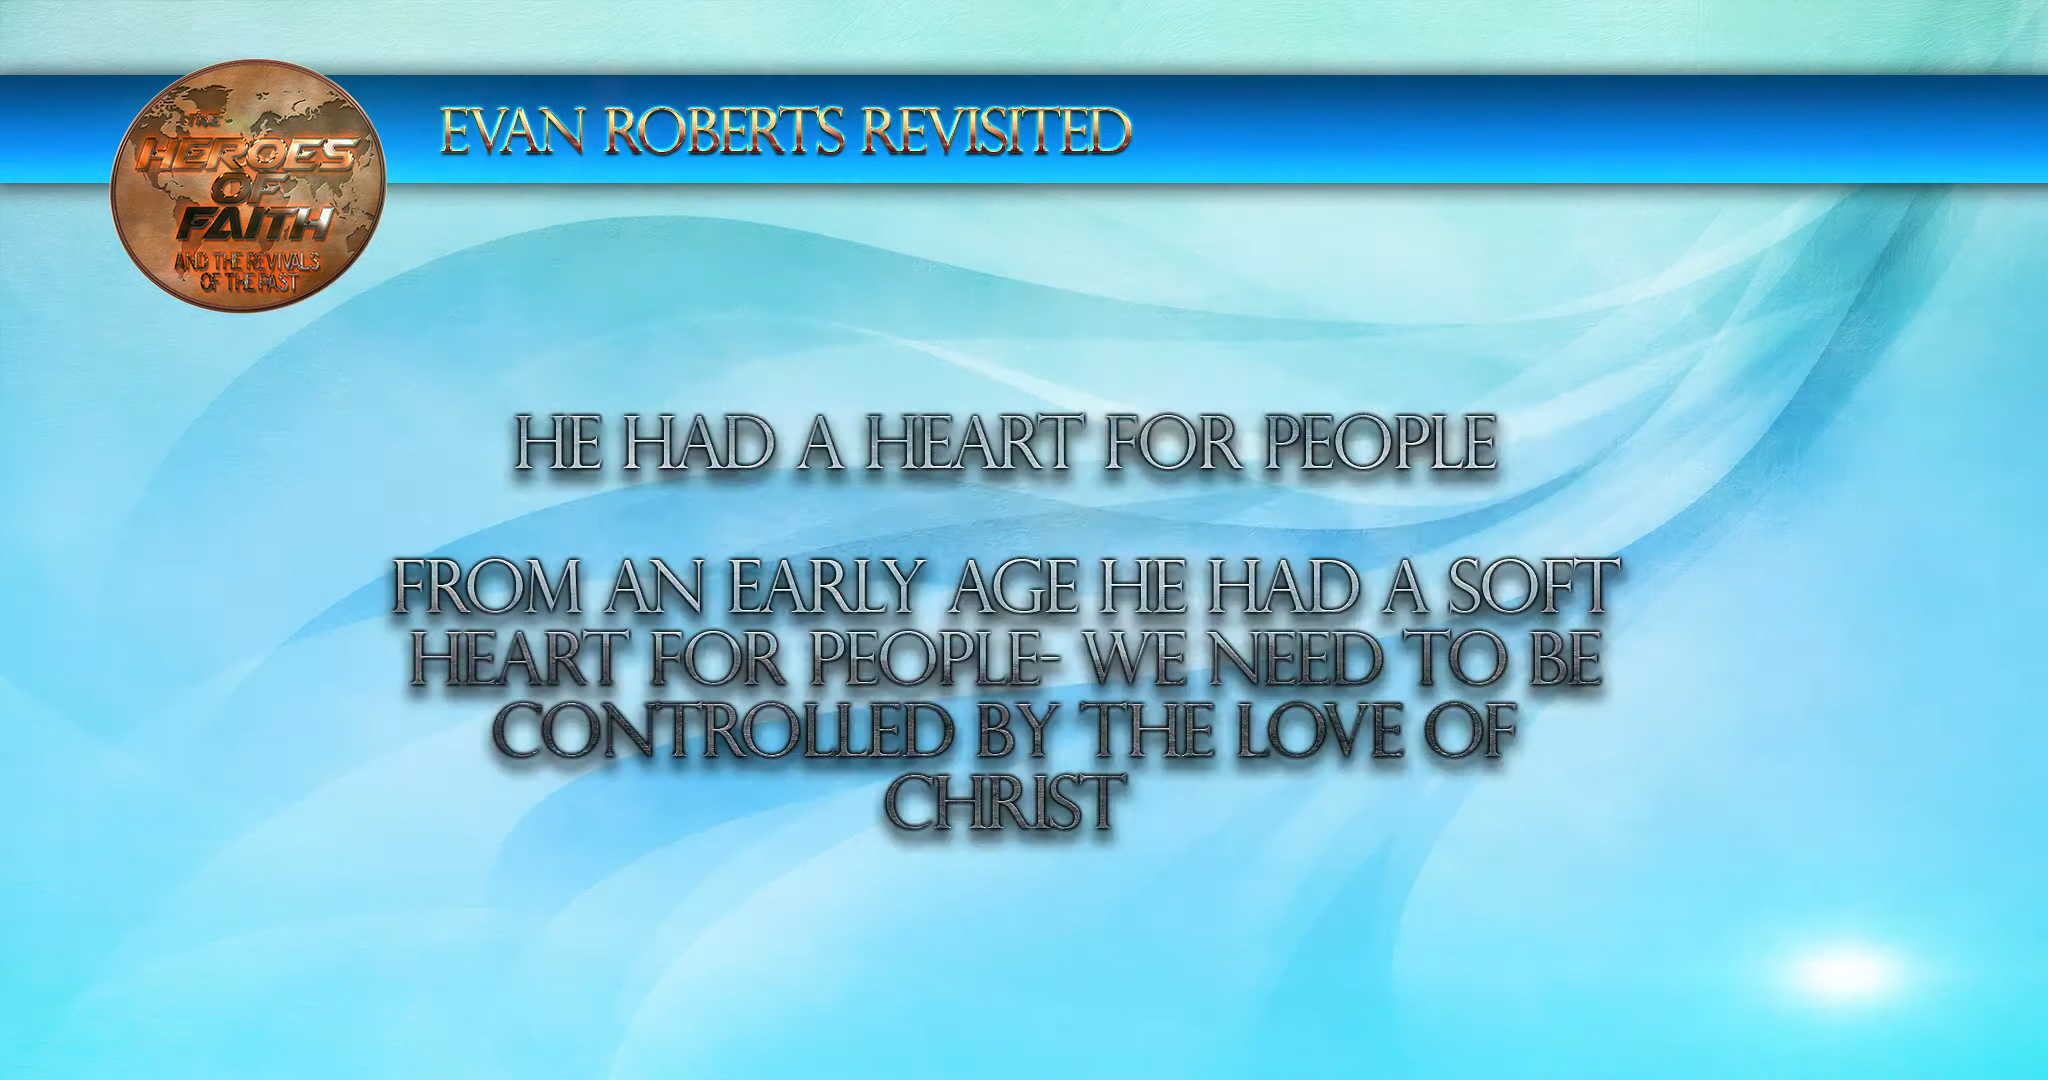 THE
HEROES
OF
FAITH
AND THE REVIVALS
OF THE PAST
EVAN ROBERTS REVISITED
HE HAD A HEART FOR PEOPLE
FROM AN EARLY AGE HE HAD A SOFT
HEART FOR PEOPLE- WE NEED TO BE
CONTROLLED BY THE LOVE OF
CHRIST